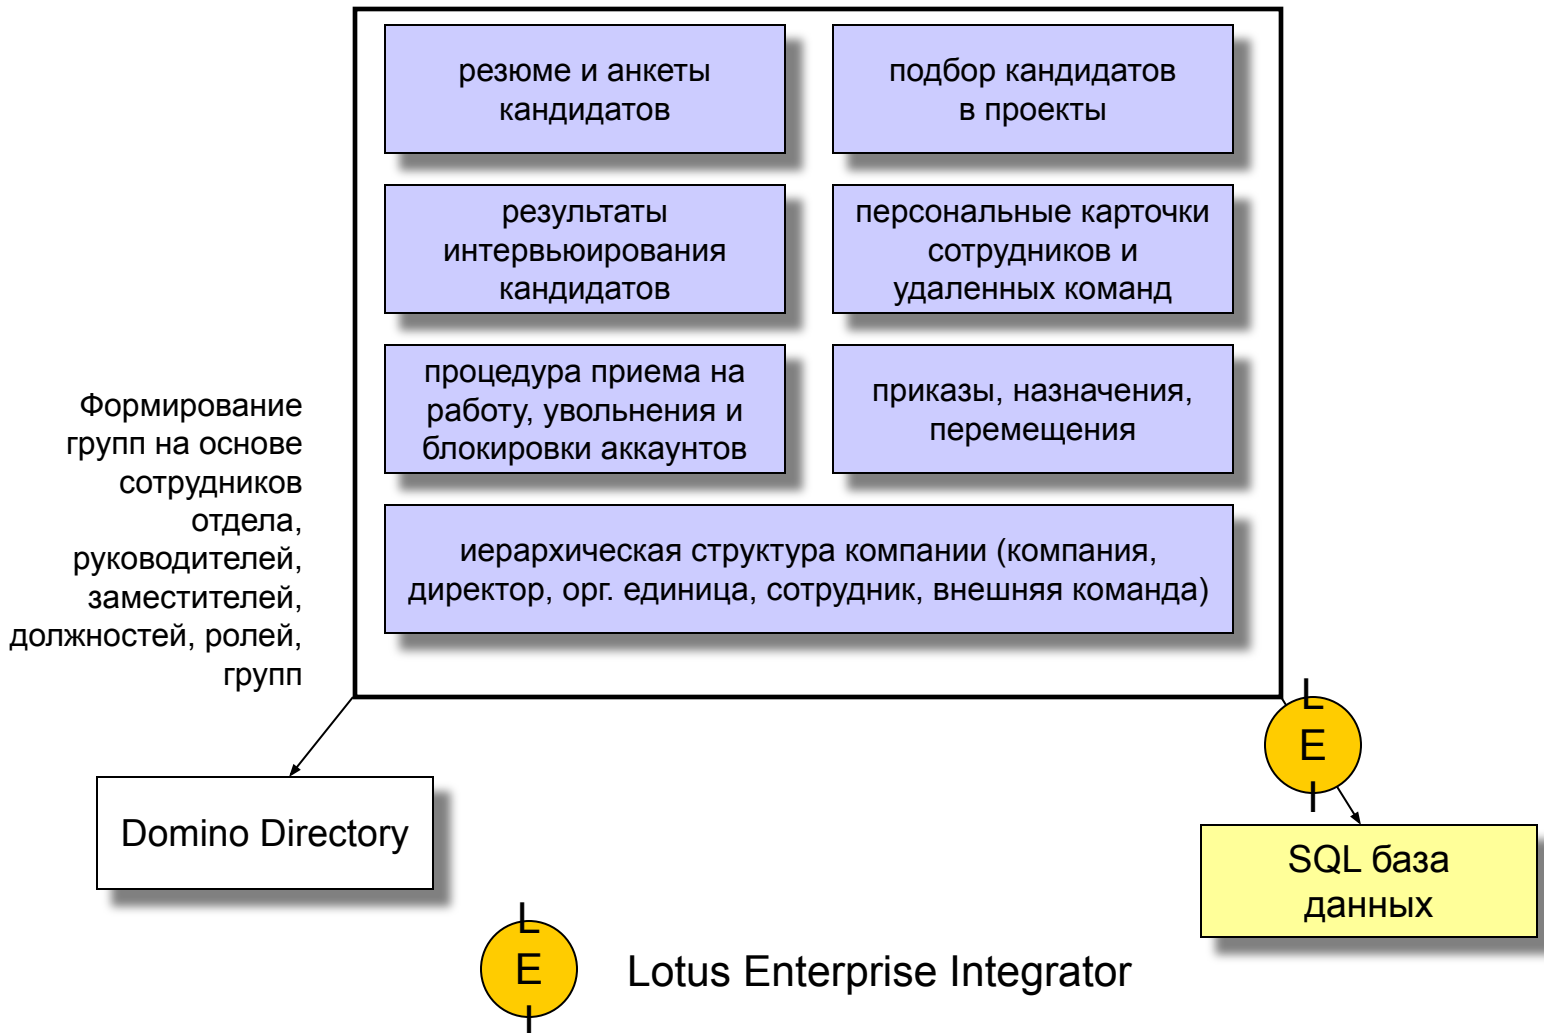 резюме и анкеты
кандидатов
подбор кандидатов
в проекты
результаты
интервьюирования
кандидатов
персональные карточки
сотрудников и
удаленных команд
процедура приема на
работу, увольнения и
блокировки аккаунтов
приказы, назначения,
перемещения
иерархическая структура компании (компания,
директор, орг. единица, сотрудник, внешняя команда)
Формирование
групп на основе
сотрудников
отдела,
руководителей,
заместителей,
должностей, ролей,
групп
L
E
I
Domino Directory
SQL база
данных
L
E
I
Lotus Enterprise Integrator